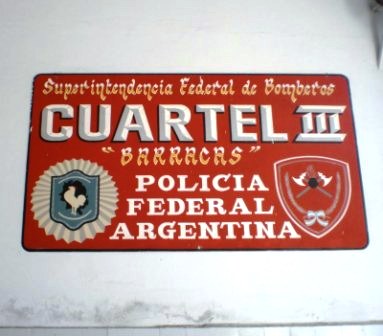 Superintendencia Federal de Bomberos
CUARTEL III
"BARRACAS"
POLICIA
FEDERAL
ARGENTINA